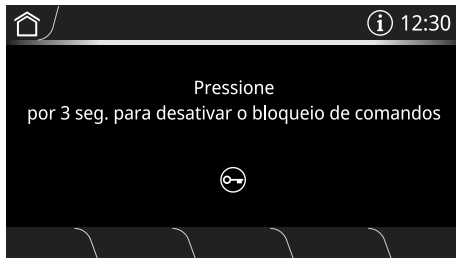 12:30
Pressione
por 3 seg. para desativar o bloqueio de comandos